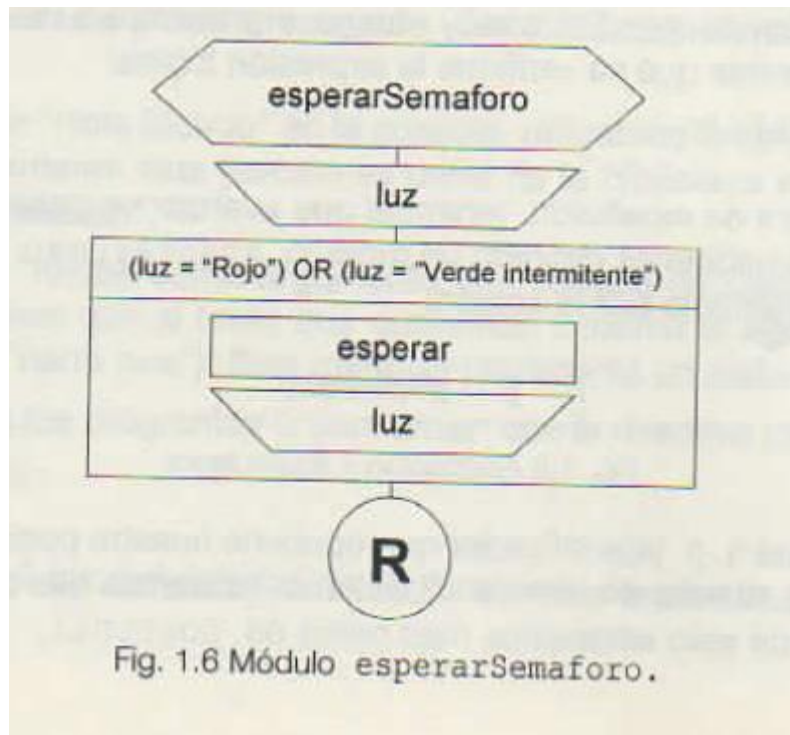 esperarSemaforo
luz
(luz = "Rojo") OR (luz = "Verde intermitente")
esperar
luz
R
Fig. 1.6 Módulo esperarSemaforo.